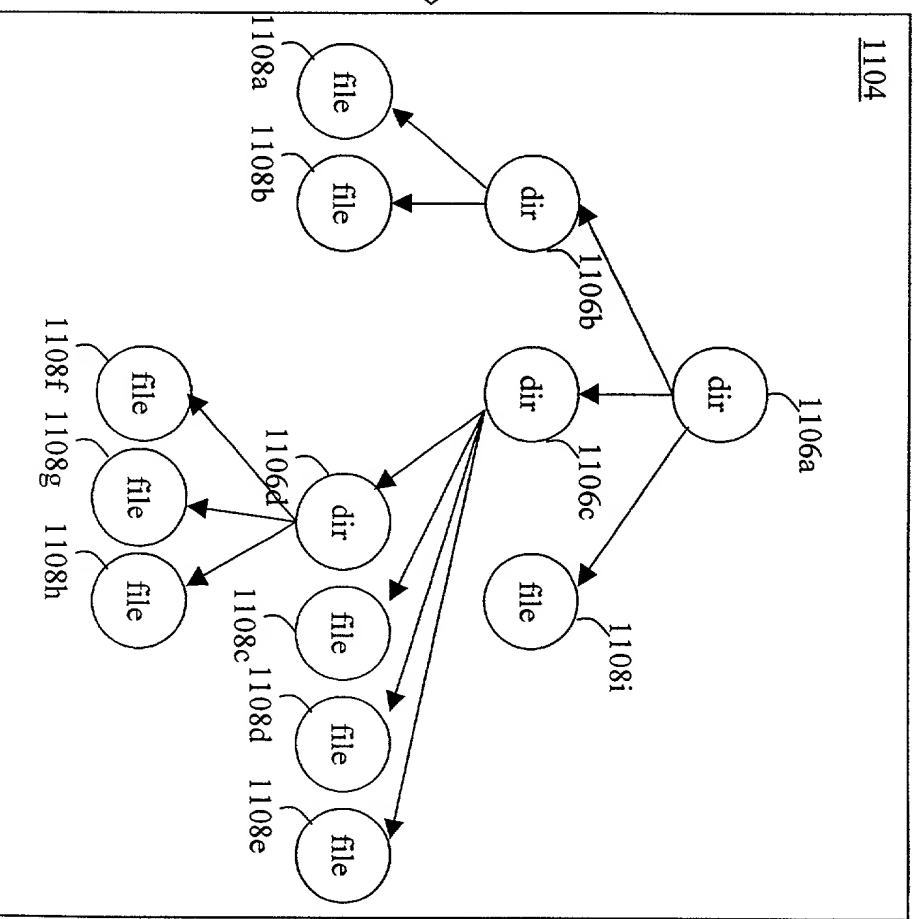 1104
1106a
dir
1106b
dir
1106c
dir
1108i
file
1108a
file
1108b
file
1106d
dir
1108c
file
1108d
file
1108e
file
1108f
file
1108g
file
1108h
file